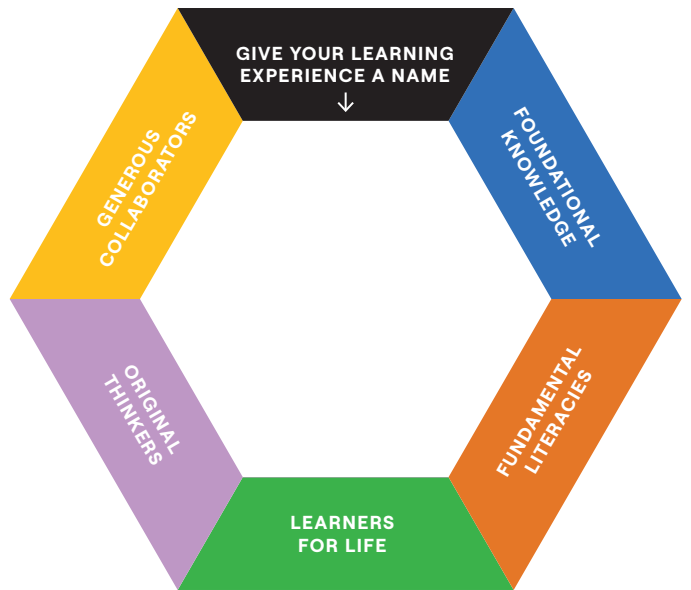 GIVE YOUR LEARNING
EXPERIENCE A NAME
↓
FOUNDATIONAL
KNOWLEDGE
FUNDAMENTAL
LITERACIES
LEARNERS
FOR LIFE
ORIGINAL
THINKERS
GENEROUS
COLLABORATORS